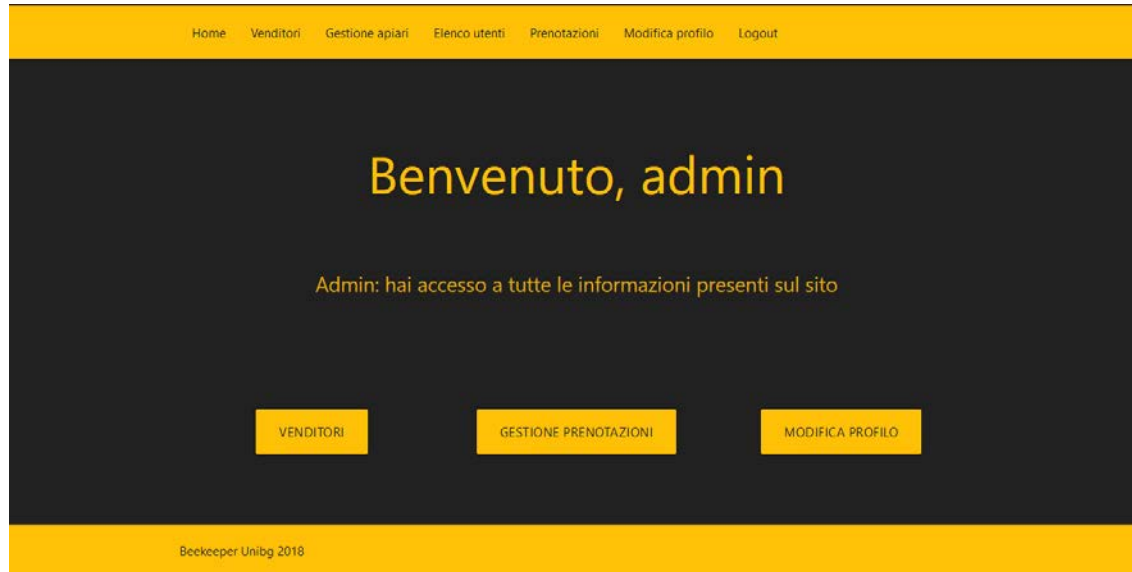 Home Venditori Gestione apiari Elenco utenti Prenotazioni Modifica profilo Logout
Benvenuto, admin
Admin: hai accesso a tutte le informazioni presenti sul sito
VENDITORI GESTIONE PRENOTAZIONI MODIFICA PROFILO
Beekeeper Unibg 2018